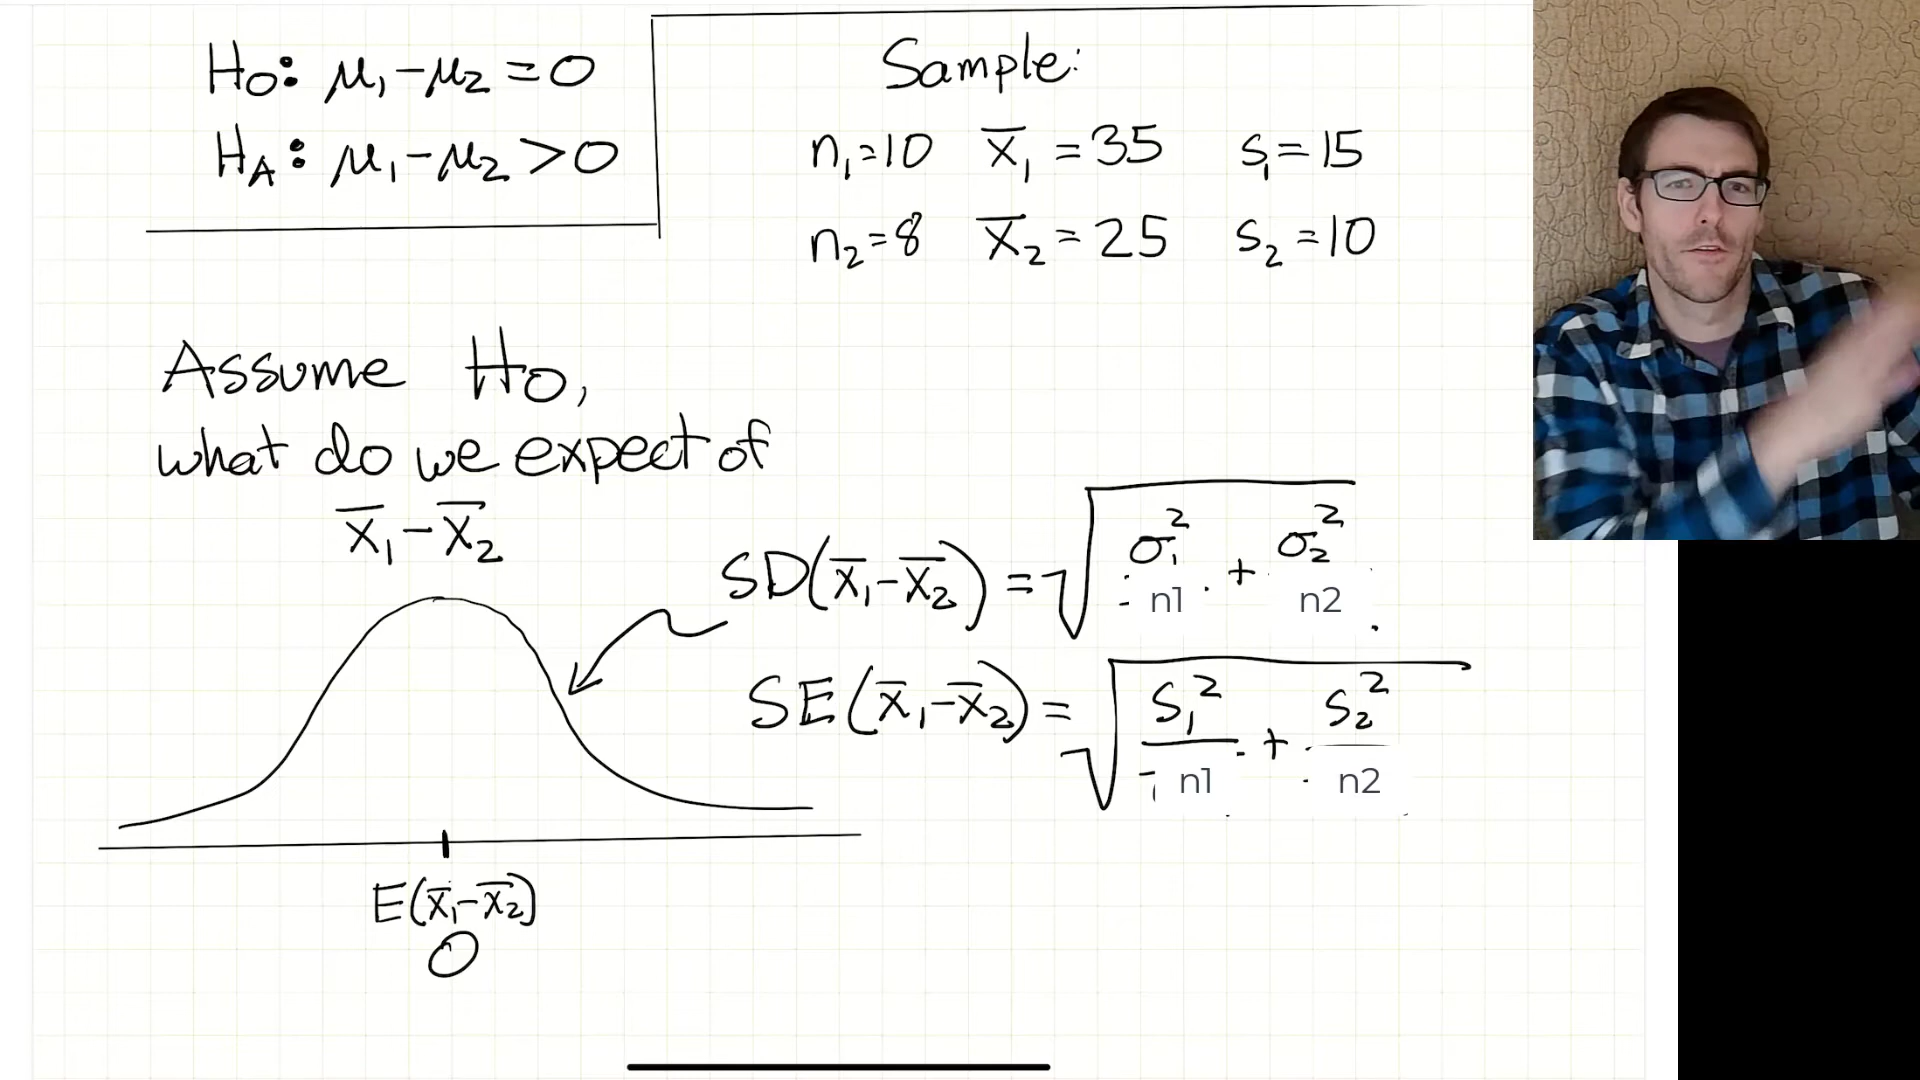 H₀: μ₁-μ₂=0
Hₐ: μ₁-μ₂>0
Sample:
n₁=10 x̄₁=35 s₁=15
n₂=8 x̄₂=25 s₂=10
Assume H₀,
what do we expect of
x̄₁-x̄₂
SD(x̄₁-x̄₂)=√(σ₁²/n1 + σ₂²/n2)
SE(x̄₁-x̄₂)=√(s₁²/n1 + s₂²/n2)
E(x̄₁-x̄₂)
0